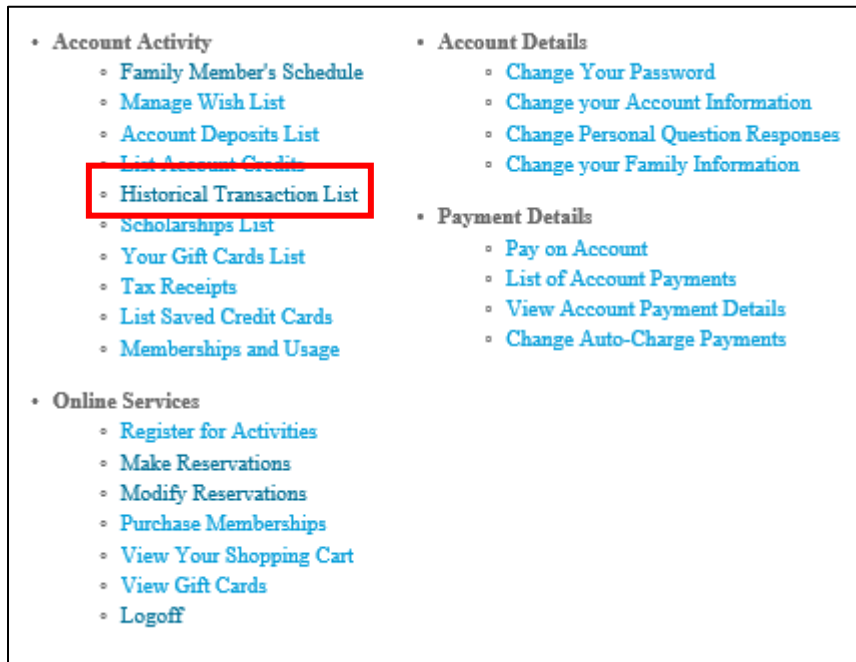 Account Activity
Family Member's Schedule
Manage Wish List
Account Deposits List
List Account Credits
Historical Transaction List
Scholarships List
Your Gift Cards List
Tax Receipts
List Saved Credit Cards
Memberships and Usage
Online Services
Register for Activities
Make Reservations
Modify Reservations
Purchase Memberships
View Your Shopping Cart
View Gift Cards
Logoff
Account Details
Change Your Password
Change your Account Information
Change Personal Question Responses
Change your Family Information
Payment Details
Pay on Account
List of Account Payments
View Account Payment Details
Change Auto-Charge Payments